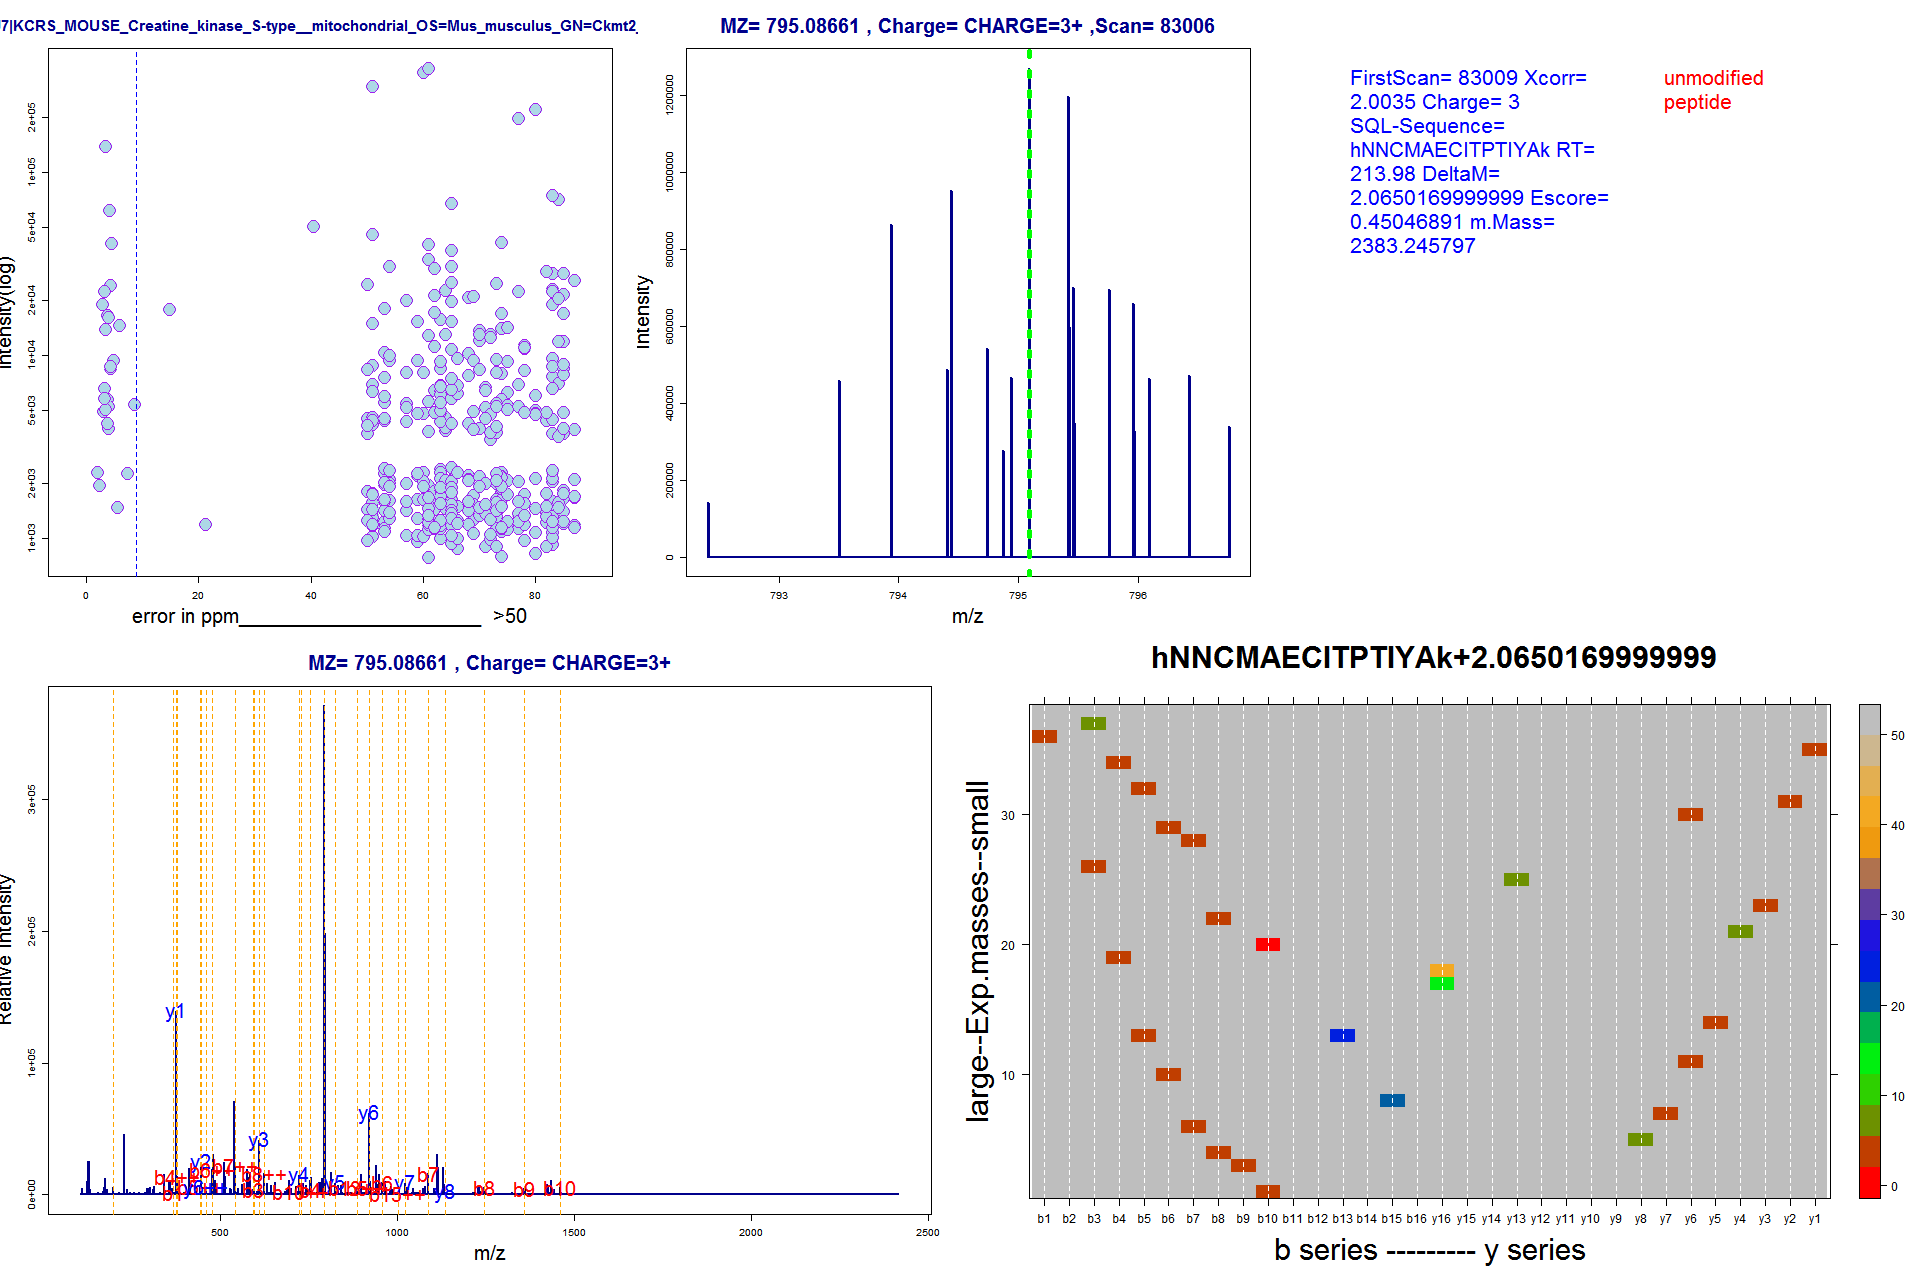 7|KCRS_MOUSE_Creatine_kinase_S-type__mitochondrial_OS=Mus_musculus_GN=Ckmt2_
MZ= 795.08661 , Charge= CHARGE=3+ ,Scan= 83006
FirstScan= 83009 Xcorr=
2.0035 Charge= 3
SQL-Sequence=
hNNCMAECITPTIYAk RT=
213.98 DeltaM=
2.0650169999999 Escore=
0.45046891 m.Mass=
2383.245797
unmodified
peptide
Intensity(log)
1e+03 2e+03 5e+03 1e+04 2e+04 5e+04 1e+05 2e+05
0 20 40 60 80
error in ppm______________________ >50
Intensity
0 200000 400000 600000 800000 1000000 1200000
793 794 795 796
m/z
MZ= 795.08661 , Charge= CHARGE=3+
Relative Intensity
0e+00 1e+05 2e+05 3e+05
y1
y6
y3
y2
y4
y5
y7
y8
b7
b8
b9
b10
500 1000 1500 2000 2500
m/z
hNNCMAECITPTIYAk+2.0650169999999
large--Exp.masses--small
10 20 30
b1 b2 b3 b4 b5 b6 b7 b8 b9 b10 b11 b12 b13 b14 b15 b16 y16 y15 y14 y13 y12 y11 y10 y9 y8 y7 y6 y5 y4 y3 y2 y1
b series --------- y series
0 10 20 30 40 50